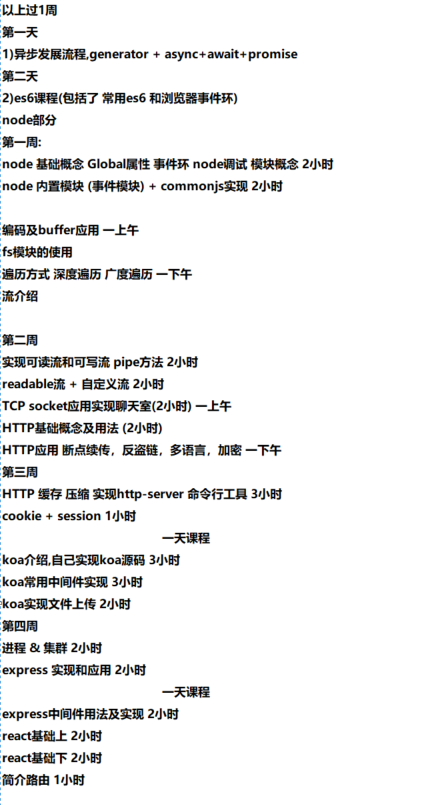 以上过1周
第一天
1)异步发展流程,generator + async+await+promise
第二天
2)es6课程(包括了 常用es6 和浏览器事件环)
node部分
第一周:
node 基础概念 Global属性 事件环 node调试 模块概念 2小时
node 内置模块 (事件模块) + commonjs实现 2小时
编码及buffer应用 一上午
fs模块的使用
遍历方式 深度遍历 广度遍历 一下午
流介绍
第二周
实现可读流和可写流 pipe方法 2小时
readable流 + 自定义流 2小时
TCP socket应用实现聊天室(2小时) 一上午
HTTP基础概念及用法 (2小时)
HTTP应用 断点续传，反盗链，多语言，加密 一下午
第三周
HTTP 缓存 压缩 实现http-server 命令行工具 3小时
cookie + session 1小时
一天课程
koa介绍,自己实现koa源码 3小时
koa常用中间件实现 3小时
koa实现文件上传 2小时
第四周
进程 & 集群 2小时
express 实现和应用 2小时
一天课程
express中间件用法及实现 2小时
react基础上 2小时
react基础下 2小时
简介路由 1小时